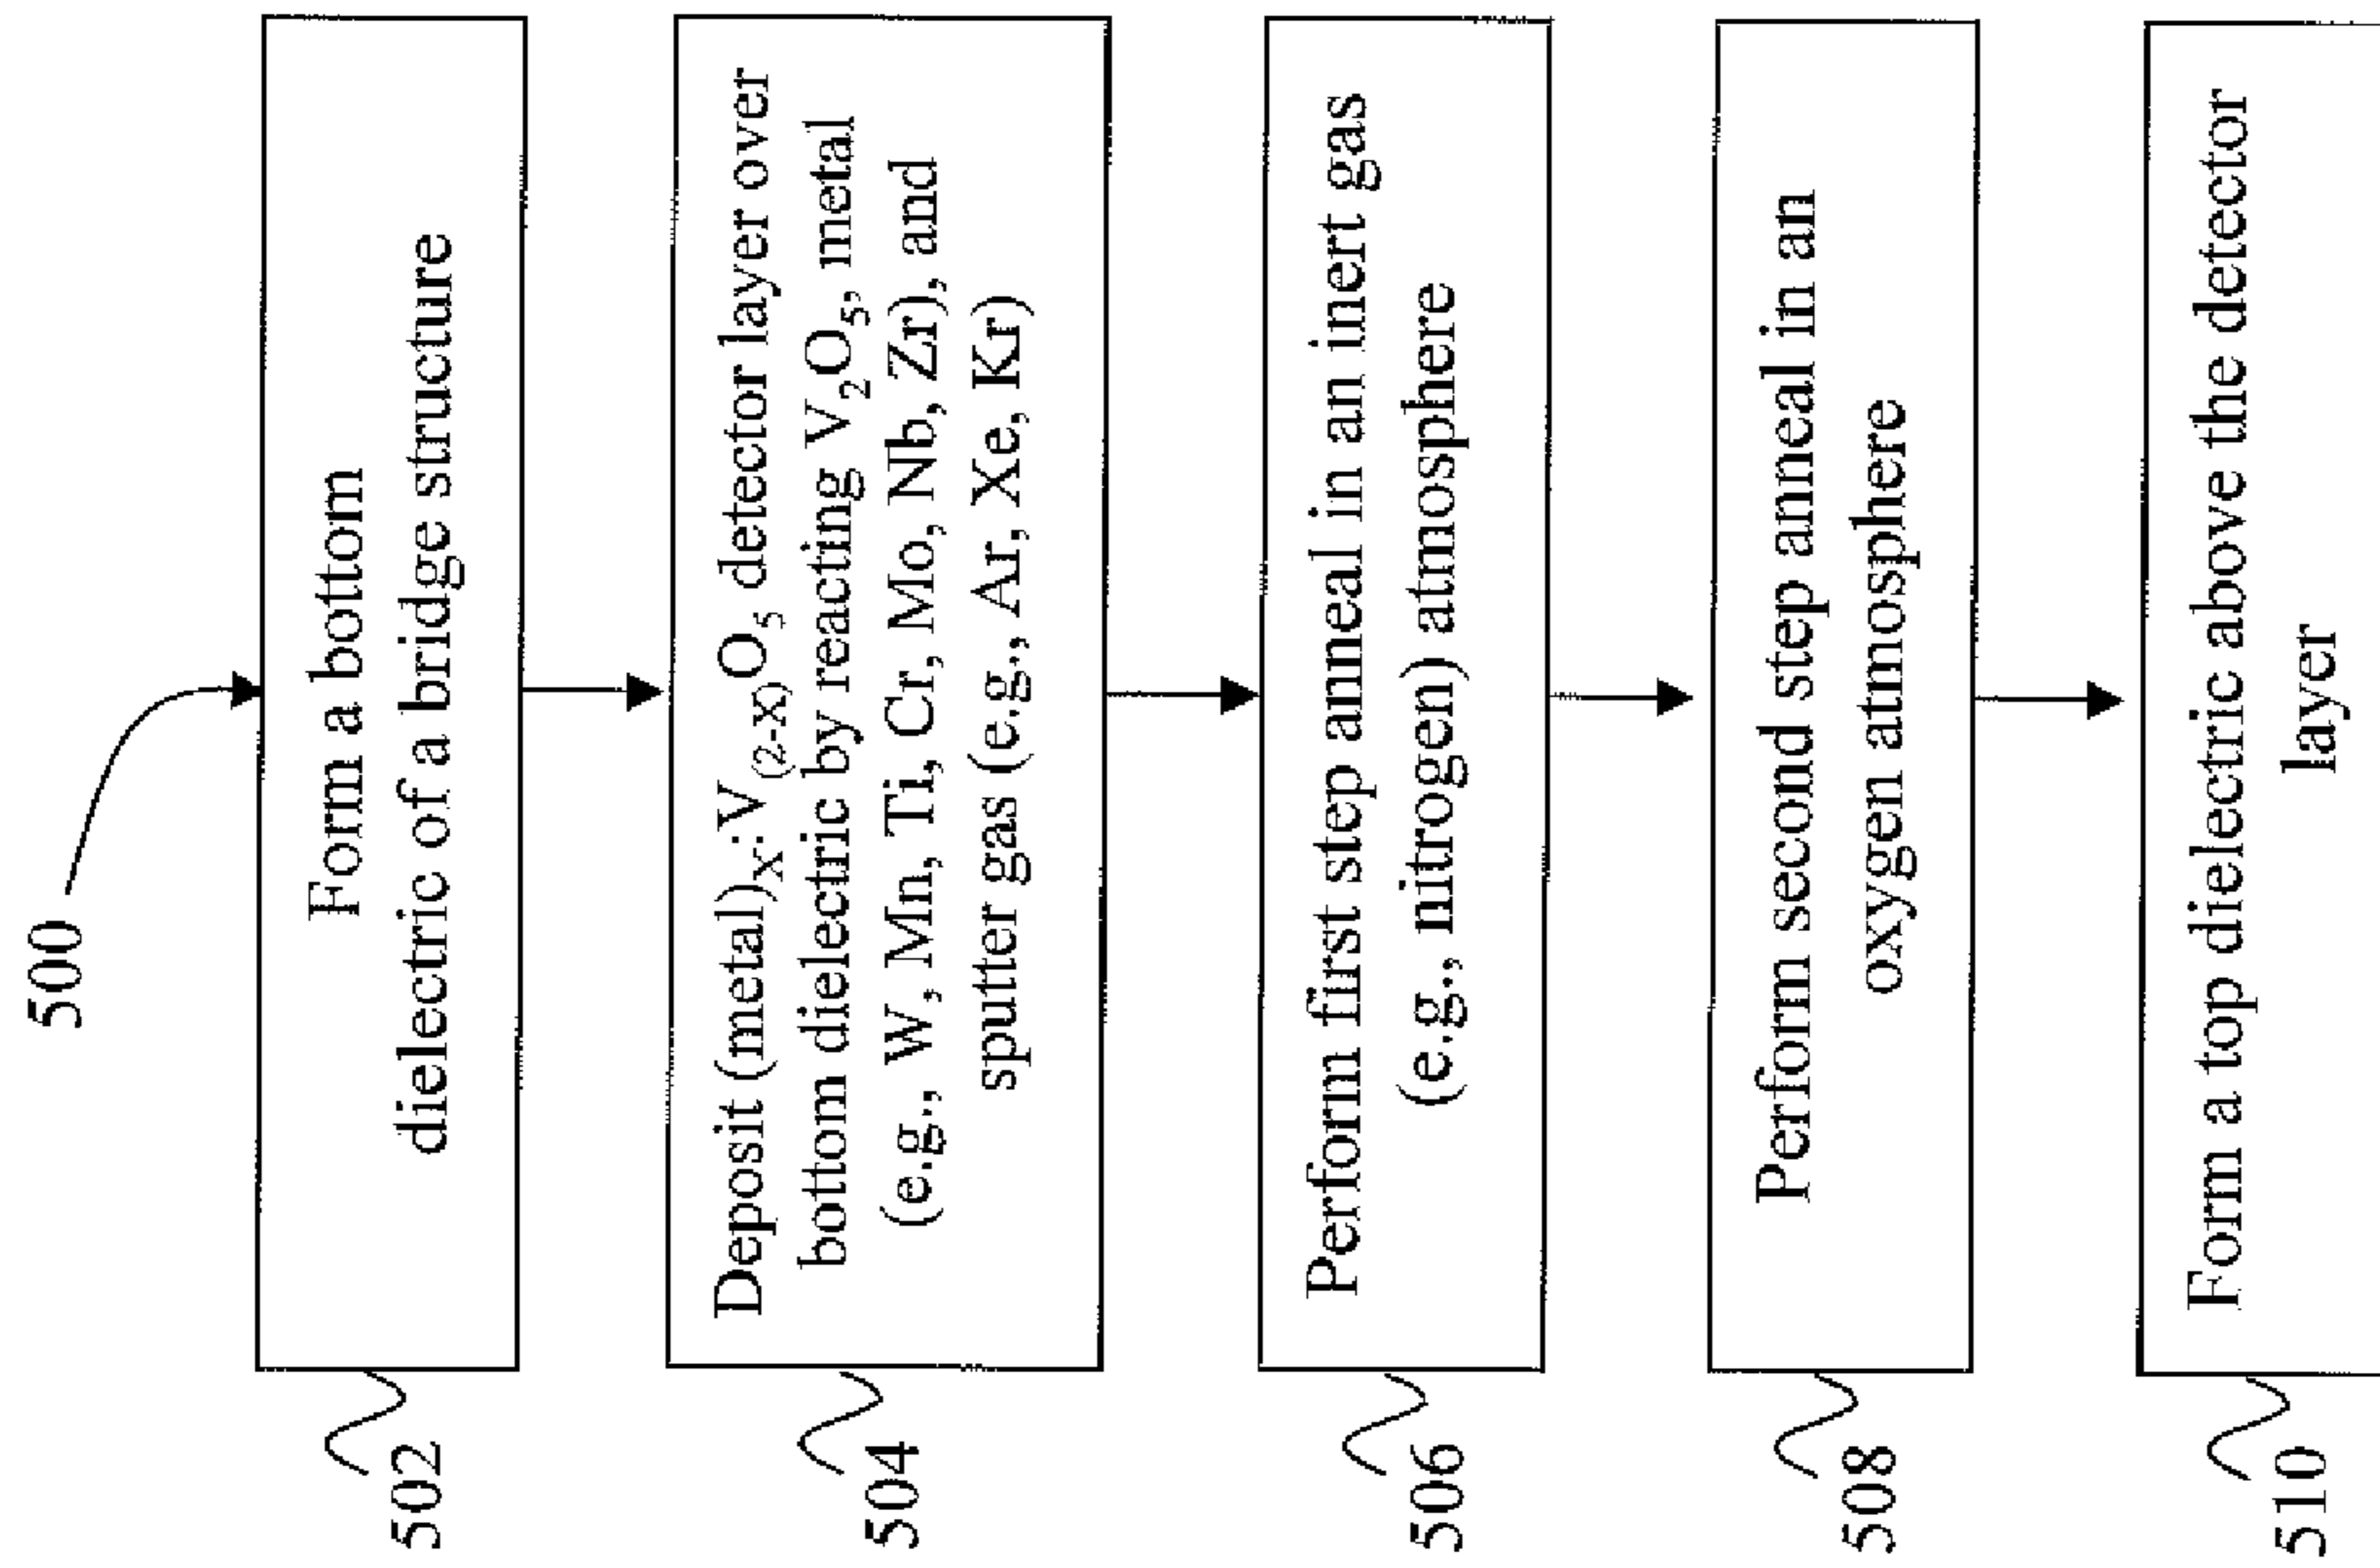 500
502
Form a bottom
dielectric of a bridge structure
504
Deposit (metal)X:V(2-X)O5 detector layer over
bottom dielectric by reacting V2O5, metal
(e.g., W, Mn, Ti, Cr, Mo, Nb, Zr), and
sputter gas (e.g., Ar, Xe, Kr)
506
Perform first step anneal in an inert gas
(e.g., nitrogen) atmosphere
508
Perform second step anneal in an
oxygen atmosphere
510
Form a top dielectric above the detector
layer